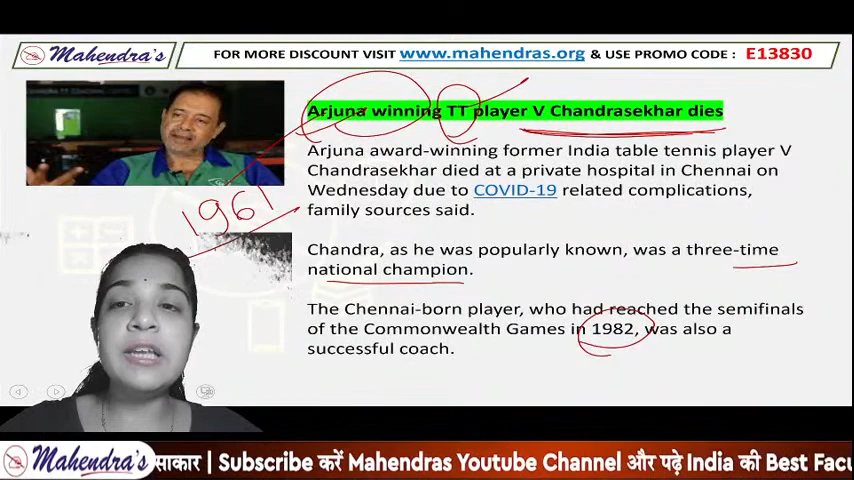 Mahendra's
FOR MORE DISCOUNT VISIT www.mahendras.org & USE PROMO CODE : E13830
Arjuna winning TT player V Chandrasekhar dies
Arjuna award-winning former India table tennis player V
Chandrasekhar died at a private hospital in Chennai on
Wednesday due to COVID-19 related complications,
family sources said.
1961
Chandra, as he was popularly known, was a three-time
national champion.
The Chennai-born player, who had reached the semifinals
of the Commonwealth Games in 1982, was also a
successful coach.
Mahendra's साकार | Subscribe करें Mahendras Youtube Channel और पढ़े India की Best Facu